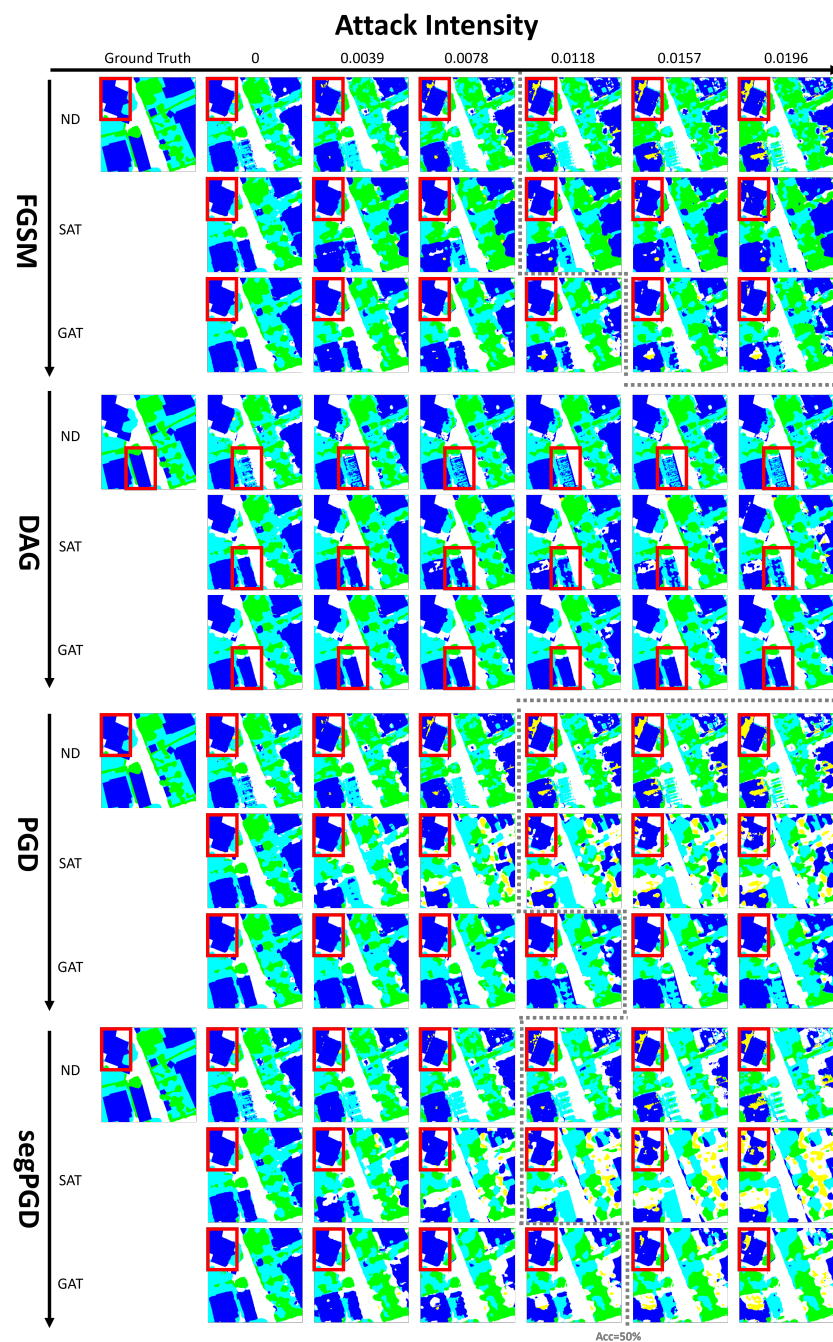 Attack Intensity
Ground Truth 0 0.0039 0.0078 0.0118 0.0157 0.0196
FGSM
ND
SAT
GAT
DAG
ND
SAT
GAT
PGD
ND
SAT
GAT
segPGD
ND
SAT
GAT
Acc=50%